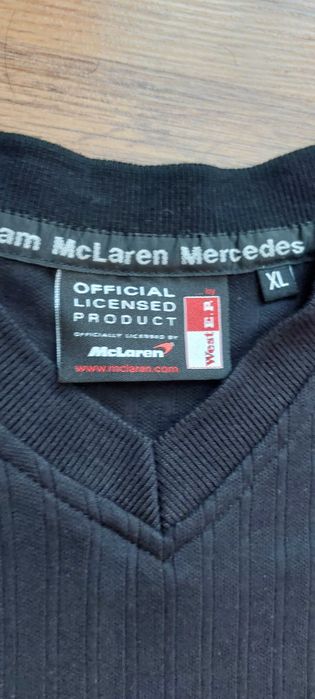 am McLaren Mercedes
XL
OFFICIAL
LICENSED
PRODUCT
OFFICIALLY LICENSED BY
McLaren
www.mclaren.com
by
West E.P.